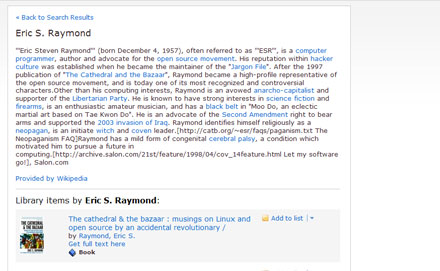 « Back to Search Results
Eric S. Raymond
'"Eric Steven Raymond"' (born December 4, 1957), often referred to as '"ESR"', is a computer
programmer, author and advocate for the open source movement. His reputation within hacker
culture was established when he became the maintainer of the "Jargon File". After the 1997
publication of "The Cathedral and the Bazaar", Raymond became a high-profile representative of
the open source movement, and is today one of its most recognized and controversial
characters.Other than his computing interests, Raymond is an avowed anarcho-capitalist and
supporter of the Libertarian Party. He is known to have strong interests in science fiction and
firearms, is an enthusiastic amateur musician, and has a black belt in "Moo Do, an eclectic
martial art based on Tae Kwon Do". He is an advocate of the Second Amendment right to bear
arms and supported the 2003 invasion of Iraq. Raymond identifies himself religiously as a
neopagan, is an initiate witch and coven leader.[http://catb.org/~esr/faqs/paganism.txt The
Neopaganism FAQ]Raymond has a mild form of congenital cerebral palsy, a condition which
motivated him to pursue a future in
computing.[http://archive.salon.com/21st/feature/1998/04/cov_14feature.html Let my software
go!], Salon.com
Provided by Wikipedia
Library items by Eric S. Raymond:
The cathedral & the bazaar : musings on Linux and
open source by an accidental revolutionary /
by Raymond, Eric S.
Get full text here
Book
Add to list